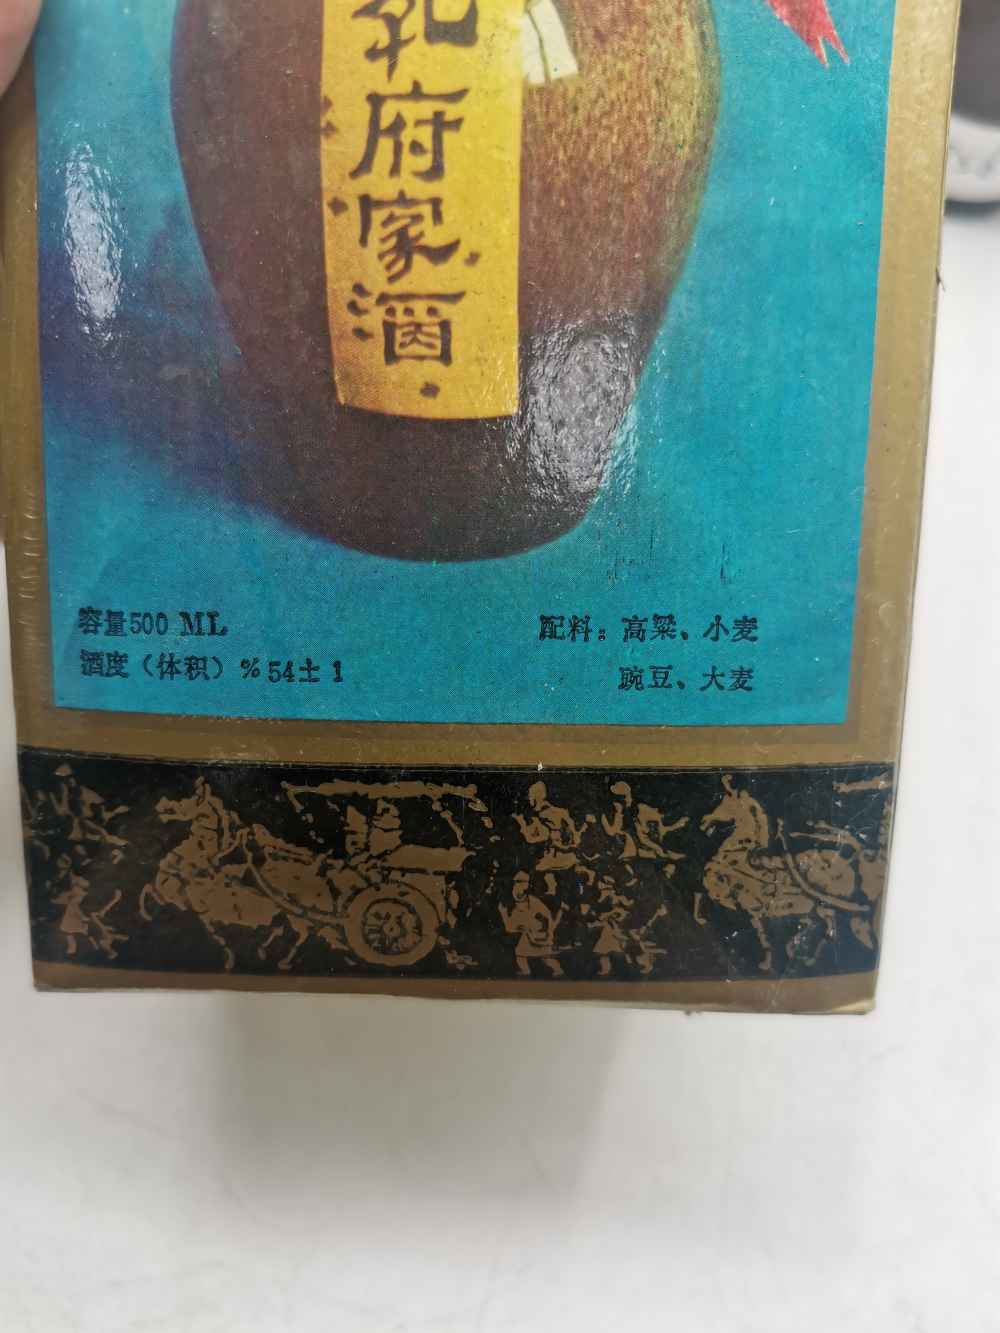 孔府家酒
容量500 ML
酒度（体积）% 54±1
配料：高粱、小麦
豌豆、大麦